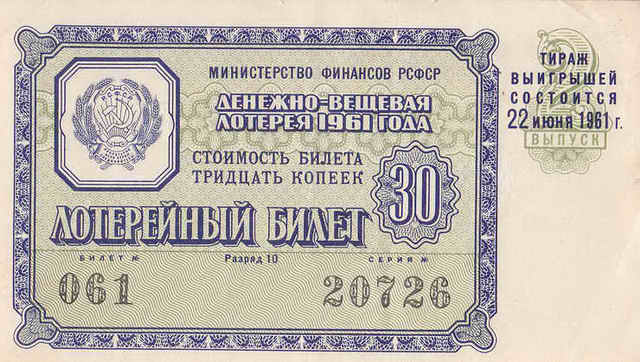 МИНИСТЕРСТВО ФИНАНСОВ РСФСР
ДЕНЕЖНО-ВЕЩЕВАЯ
ЛОТЕРЕЯ 1961 ГОДА
СТОИМОСТЬ БИЛЕТА
ТРИДЦАТЬ КОПЕЕК
30
ЛОТЕРЕЙНЫЙ БИЛЕТ
БИЛЕТ № Разряд 10 СЕРИЯ №
061 20726
2
ТИРАЖ
ВЫИГРЫШЕЙ
СОСТОИТСЯ
22 ИЮНЯ 1961 г.
ВЫПУСК